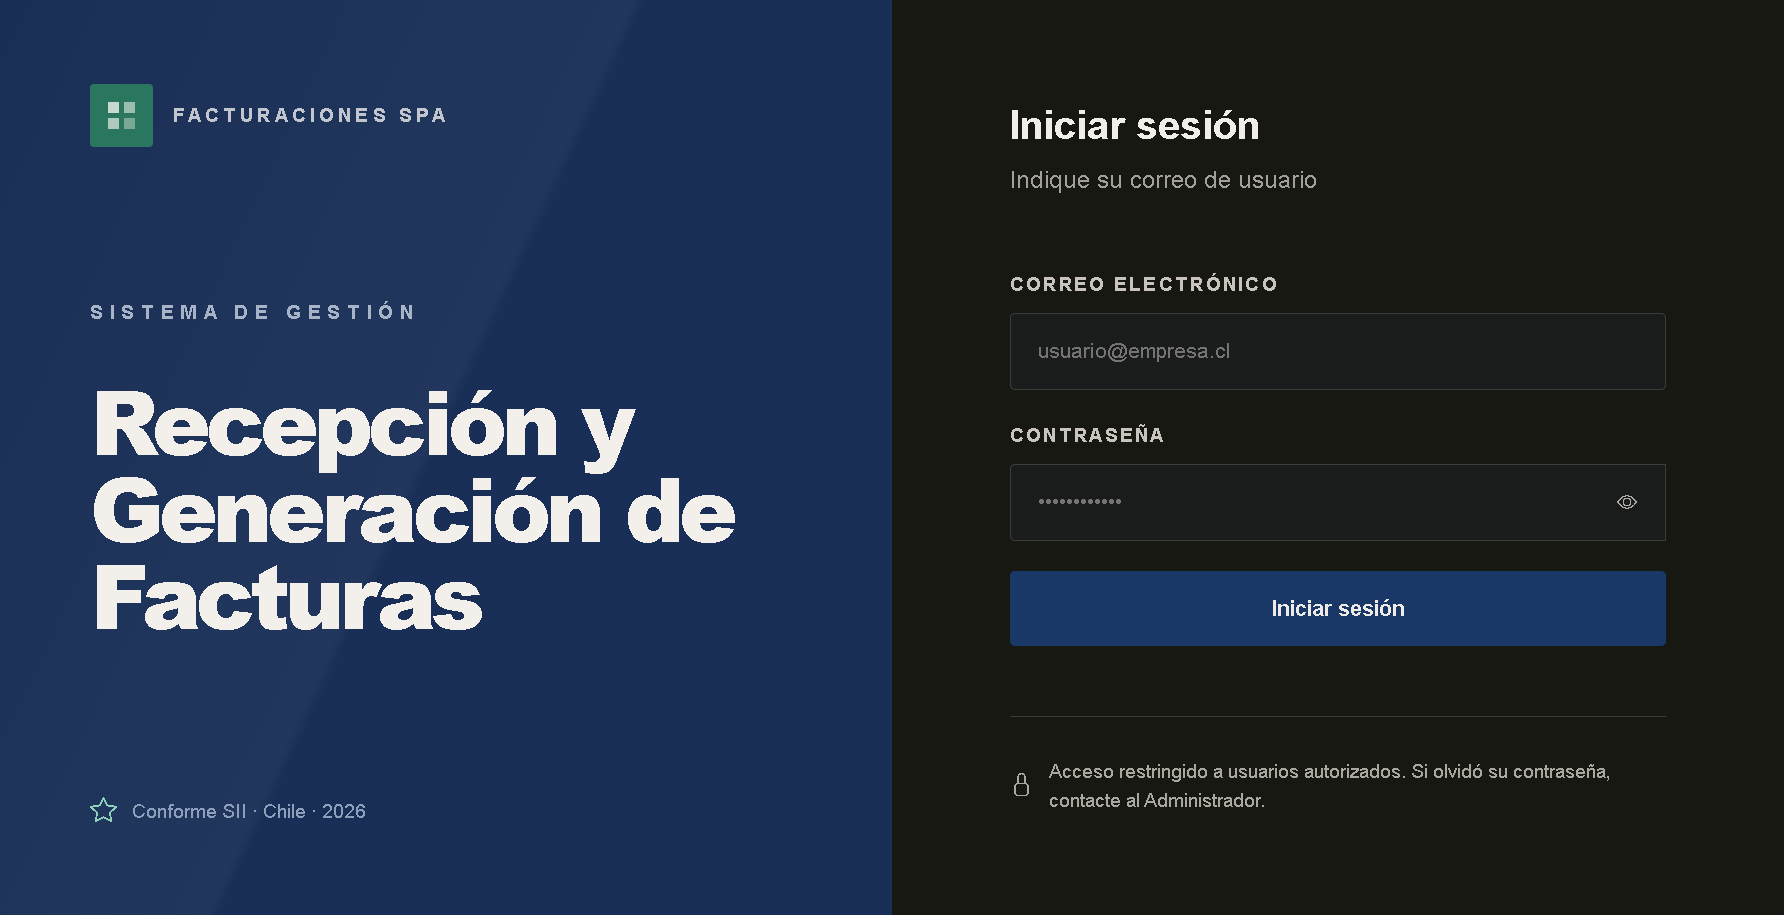 FACTURACIONES SPA
SISTEMA DE GESTIÓN
Recepción y
Generación de
Facturas
Conforme SII · Chile · 2026
Iniciar sesión
Indique su correo de usuario
CORREO ELECTRÓNICO
usuario@empresa.cl
CONTRASEÑA
••••••••••••
Iniciar sesión
Acceso restringido a usuarios autorizados. Si olvidó su contraseña,
contacte al Administrador.